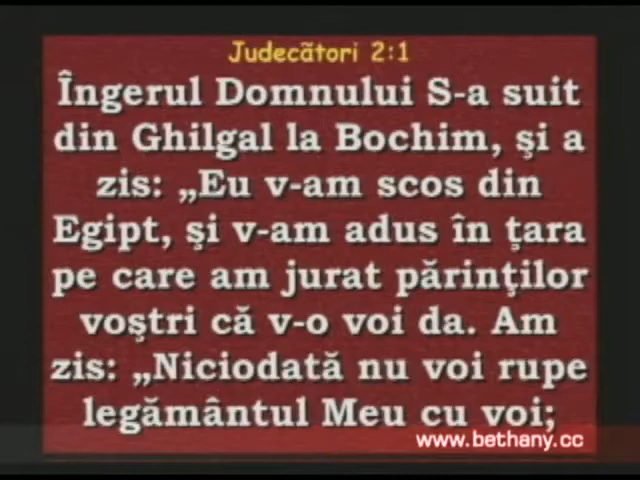 Judecãtori 2:1
Îngerul Domnului S-a suit
din Ghilgal la Bochim, şi a
zis: „Eu v-am scos din
Egipt, şi v-am adus în ţara
pe care am jurat părinţilor
voştri că v-o voi da. Am
zis: „Niciodată nu voi rupe
legământul Meu cu voi;
www.bethany.cc